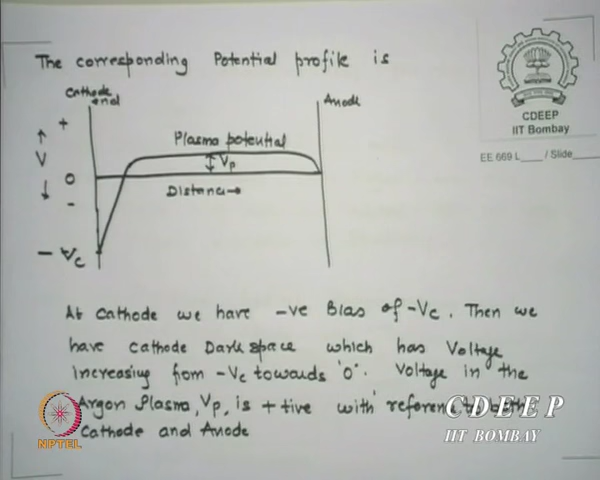 The corresponding Potential profile is
Cathode
end
Anode
+
Plasma potential
↑
V
↓
Vp
0
Distance→
-
- Vc
CDEEP
IIT Bombay
EE 669 L____ / Slide____
At Cathode we have -ve Bias of -Vc. Then we
have Cathode Dark space which has Voltage
increasing from -Vc towards '0'. Voltage in the
Argon Plasma, Vp, is +tive with reference to both
Cathode and Anode
CDEEP
IIT BOMBAY
NPTEL